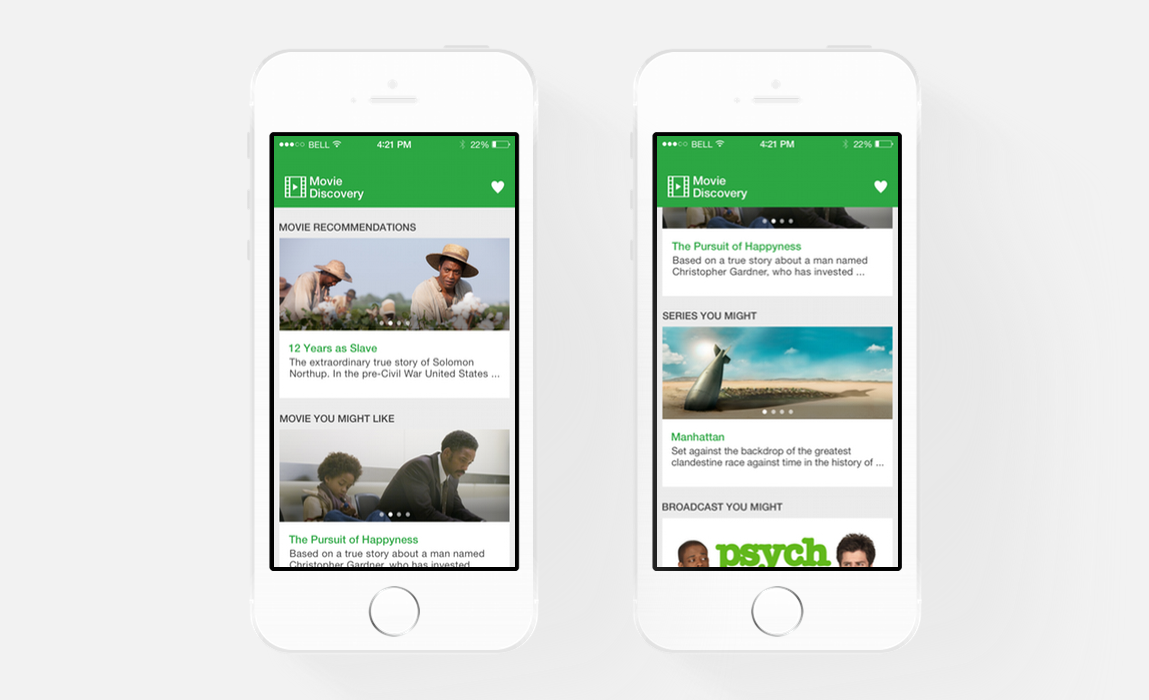 BELL 4:21 PM 22%
Movie
Discovery
MOVIE RECOMMENDATIONS
12 Years as Slave
The extraordinary true story of Solomon
Northup. In the pre-Civil War United States ...
MOVIE YOU MIGHT LIKE
The Pursuit of Happyness
Based on a true story about a man named
Christopher Gardner, who has invested
BELL 4:21 PM 22%
Movie
Discovery
The Pursuit of Happyness
Based on a true story about a man named
Christopher Gardner, who has invested ...
SERIES YOU MIGHT
Manhattan
Set against the backdrop of the greatest
clandestine race against time in the history of ...
BROADCAST YOU MIGHT
psych